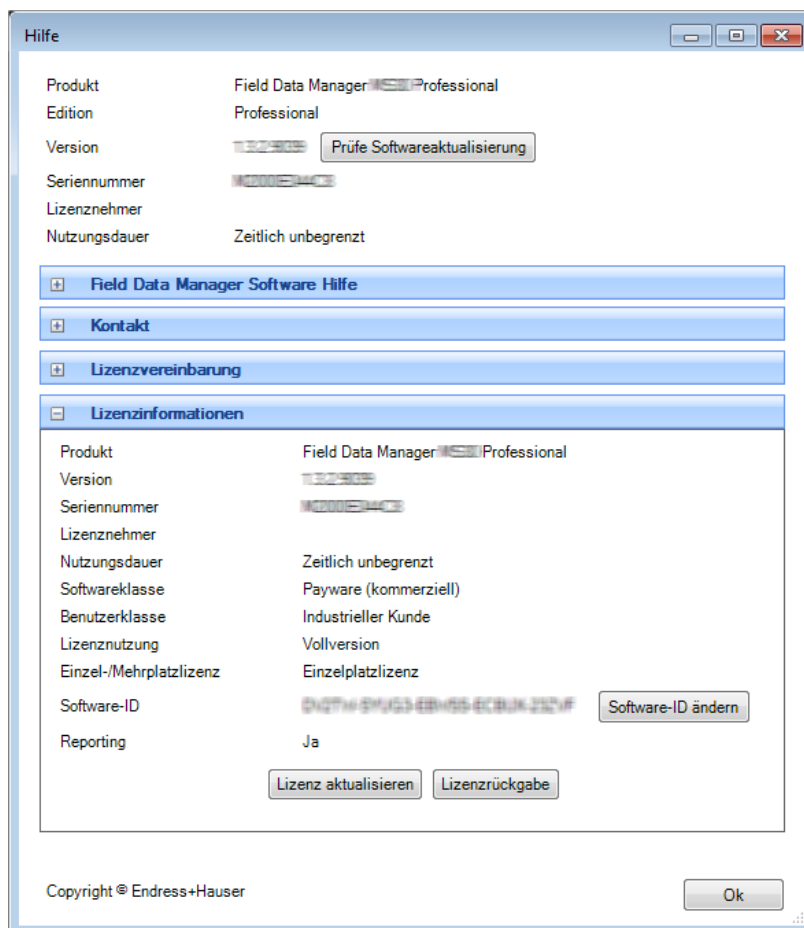 Hilfe
Produkt Field Data Manager Professional
Edition Professional
Version Prüfe Softwareaktualisierung
Seriennummer
Lizenznehmer
Nutzungsdauer Zeitlich unbegrenzt
Field Data Manager Software Hilfe
Kontakt
Lizenzvereinbarung
Lizenzinformationen
Produkt Field Data Manager Professional
Version
Seriennummer
Lizenznehmer
Nutzungsdauer Zeitlich unbegrenzt
Softwareklasse Payware (kommerziell)
Benutzerklasse Industrieller Kunde
Lizenznutzung Vollversion
Einzel-/Mehrplatzlizenz Einzelplatzlizenz
Software-ID Software-ID ändern
Reporting Ja
Lizenz aktualisieren Lizenzrückgabe
Copyright © Endress+Hauser Ok